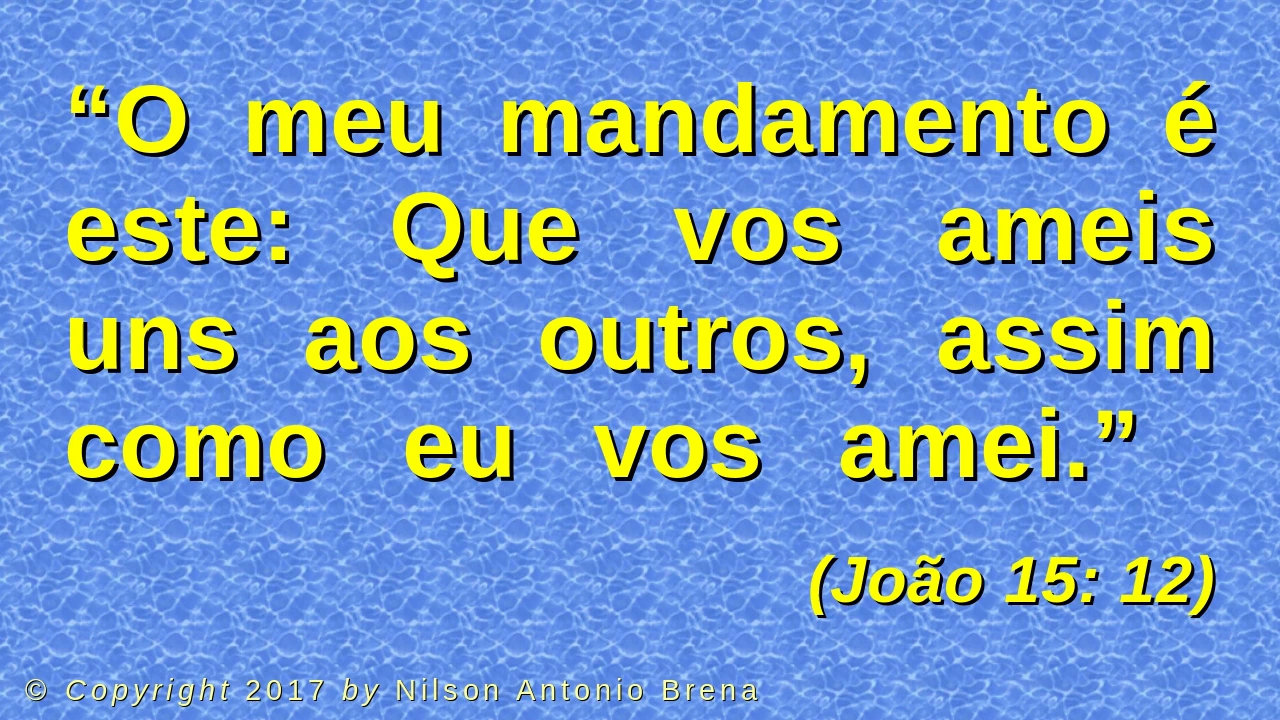 “O meu mandamento é
este: Que vos ameis
uns aos outros, assim
como eu vos amei.”
(João 15: 12)
© Copyright 2017 by Nilson Antonio Brena